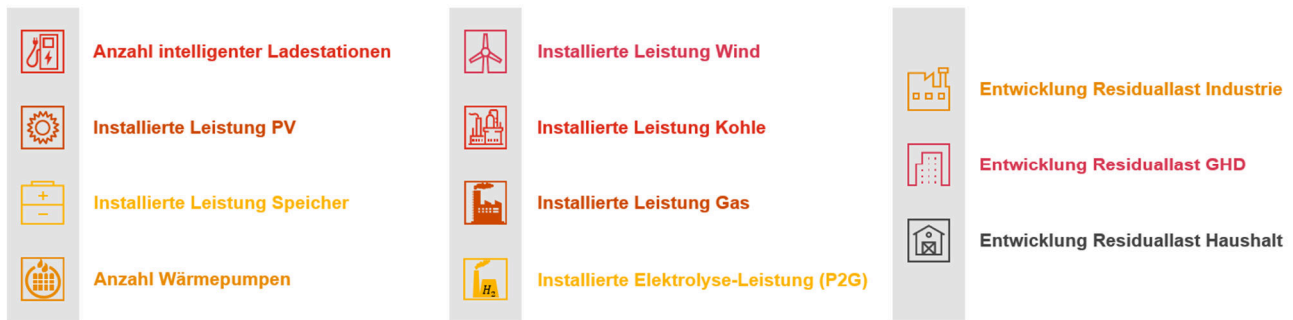 Anzahl intelligenter Ladestationen
Installierte Leistung PV
Installierte Leistung Speicher
Anzahl Wärmepumpen
Installierte Leistung Wind
Installierte Leistung Kohle
Installierte Leistung Gas
H₂
Installierte Elektrolyse-Leistung (P2G)
Entwicklung Residuallast Industrie
Entwicklung Residuallast GHD
Entwicklung Residuallast Haushalt